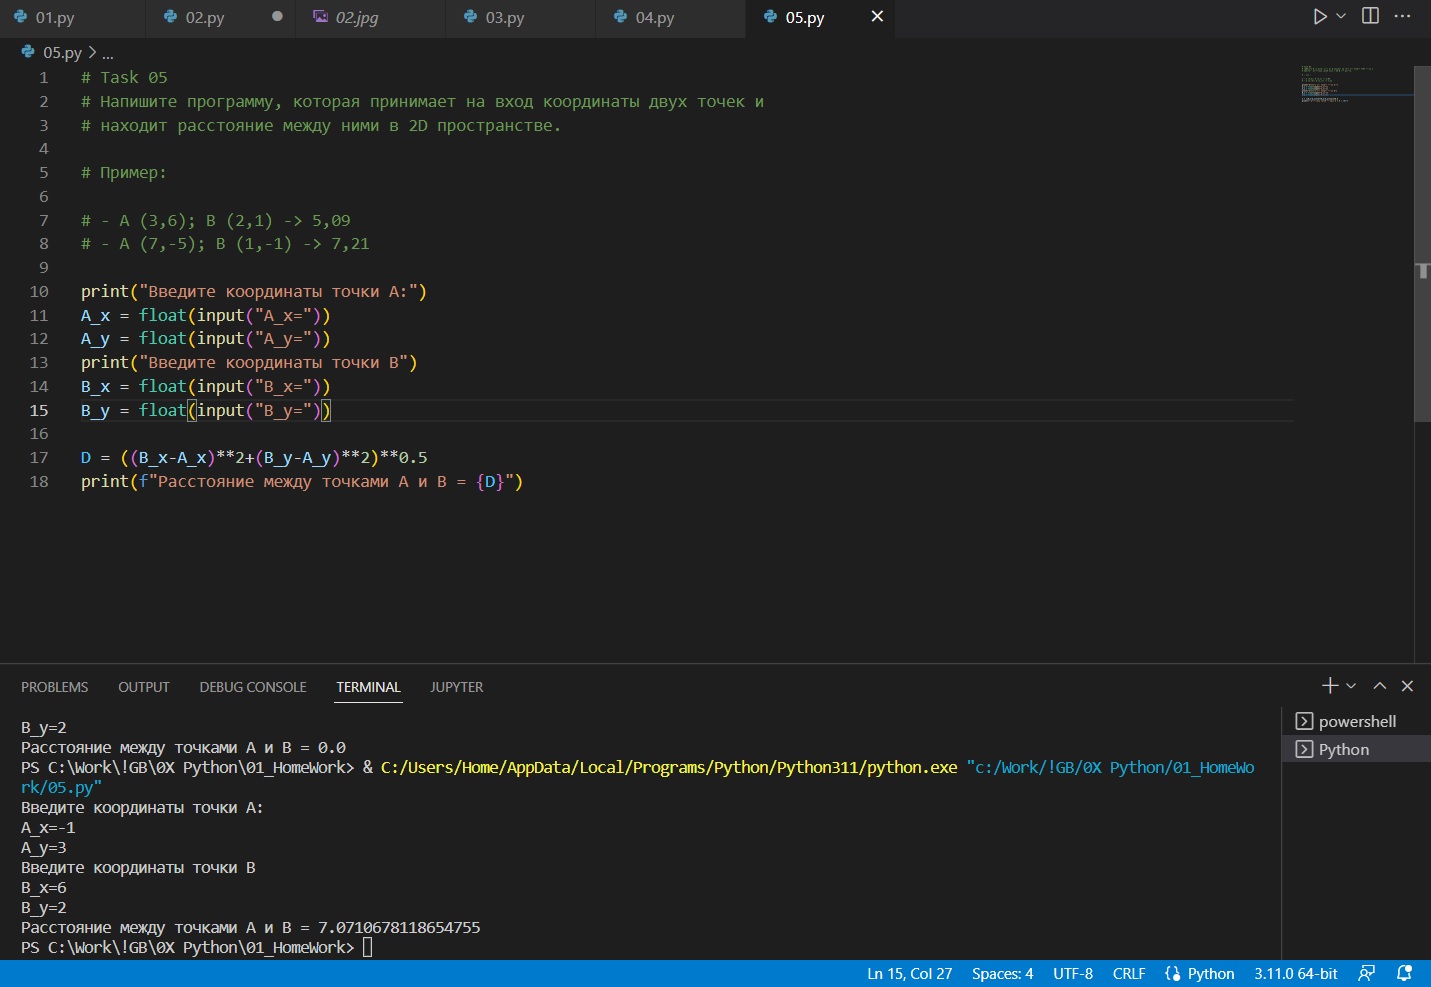 01.py 02.py 02.jpg 03.py 04.py 05.py
05.py > ...
1 # Task 05
2 # Напишите программу, которая принимает на вход координаты двух точек и
3 # находит расстояние между ними в 2D пространстве.
4
5 # Пример:
6
7 # - A (3,6); B (2,1) -> 5,09
8 # - A (7,-5); B (1,-1) -> 7,21
9
10 print("Введите координаты точки A:")
11 A_x = float(input("A_x="))
12 A_y = float(input("A_y="))
13 print("Введите координаты точки B")
14 B_x = float(input("B_x="))
15 B_y = float(input("B_y="))
16
17 D = ((B_x-A_x)**2+(B_y-A_y)**2)**0.5
18 print(f"Расстояние между точками A и B = {D}")
PROBLEMS OUTPUT DEBUG CONSOLE TERMINAL JUPYTER
B_y=2
Расстояние между точками A и B = 0.0
PS C:\Work\!GB\0X Python\01_HomeWork> & C:/Users/Home/AppData/Local/Programs/Python/Python311/python.exe "c:/Work/!GB/0X Python/01_HomeWo
rk/05.py"
Введите координаты точки A:
A_x=-1
A_y=3
Введите координаты точки B
B_x=6
B_y=2
Расстояние между точками A и B = 7.0710678118654755
PS C:\Work\!GB\0X Python\01_HomeWork>
powershell
Python
Ln 15, Col 27 Spaces: 4 UTF-8 CRLF Python 3.11.0 64-bit